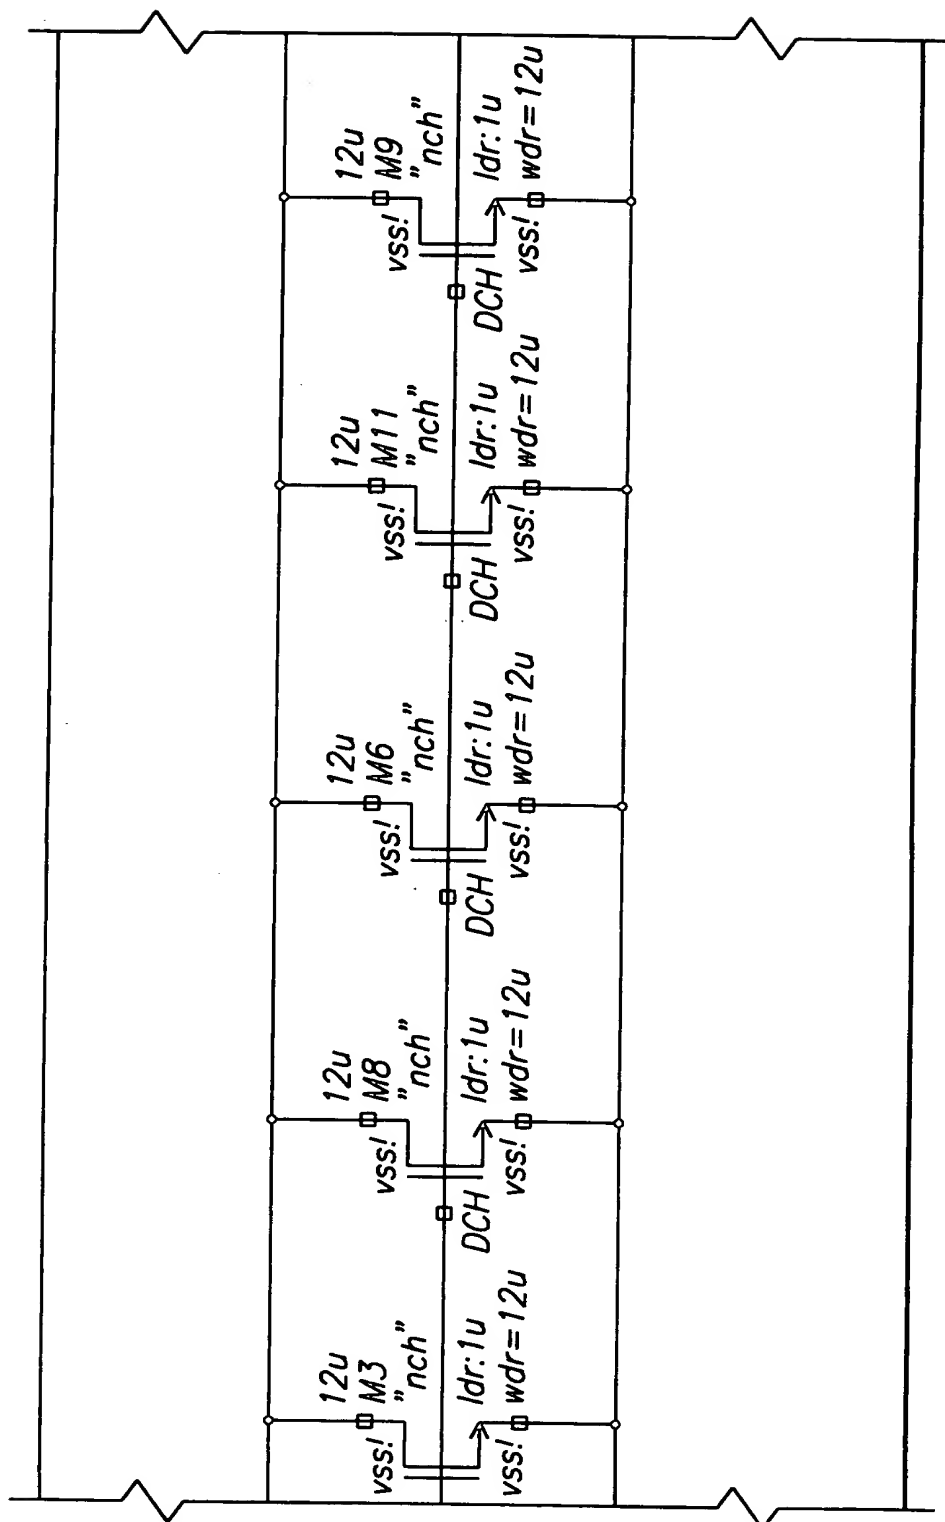 12u
M3
"nch"
vss!
ldr:1u
wdr=12u
vss!
12u
M8
"nch"
vss!
DCH
ldr:1u
wdr=12u
vss!
12u
M6
"nch"
vss!
DCH
ldr:1u
wdr=12u
vss!
12u
M11
"nch"
vss!
DCH
ldr:1u
wdr=12u
vss!
12u
M9
"nch"
vss!
DCH
ldr:1u
wdr=12u
vss!